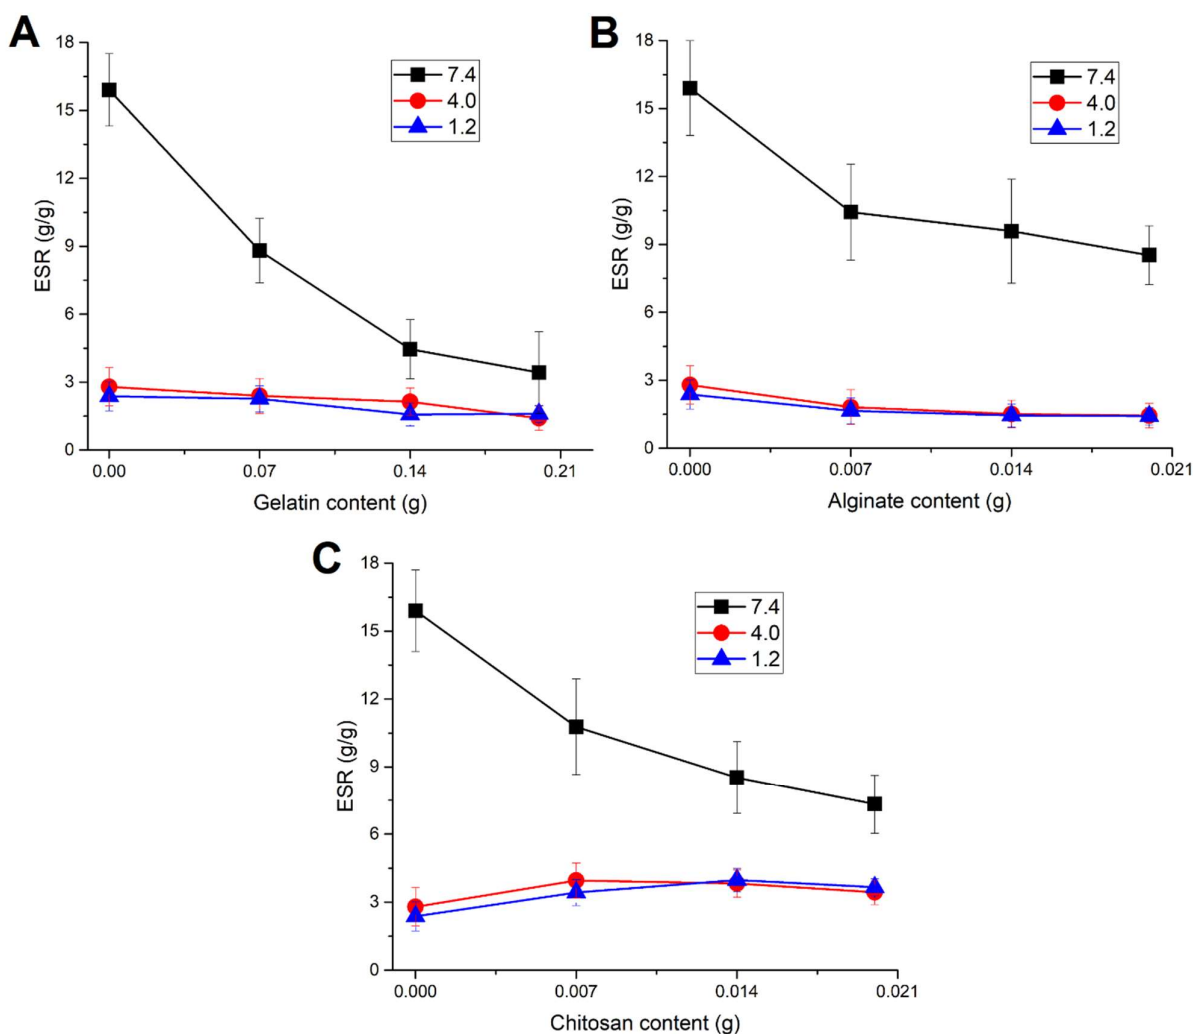 A
18
15
12
9
6
3
0
ESR (g/g)
7.4
4.0
1.2
0.00 0.07 0.14 0.21
Gelatin content (g)
B
18
15
12
9
6
3
0
ESR (g/g)
7.4
4.0
1.2
0.000 0.007 0.014 0.021
Alginate content (g)
C
18
15
12
9
6
3
0
ESR (g/g)
7.4
4.0
1.2
0.000 0.007 0.014 0.021
Chitosan content (g)